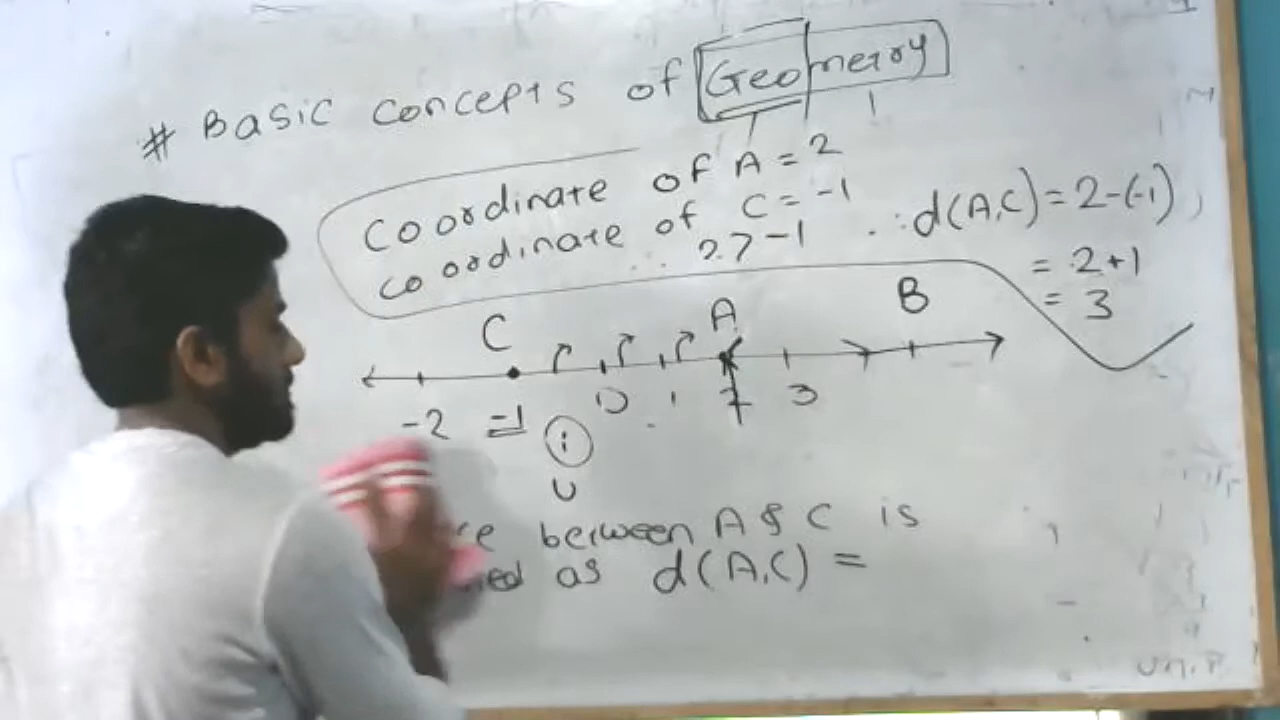 # Basic concepts of Geometry
Coordinate of A = 2
coordinate of C = -1
∴ 2 > -1
∴ d(A,C) = 2-(-1)
= 2+1
= 3
C A B
-2 -1 0 1 2 3
i
U
between A & C is
as d(A,C) =